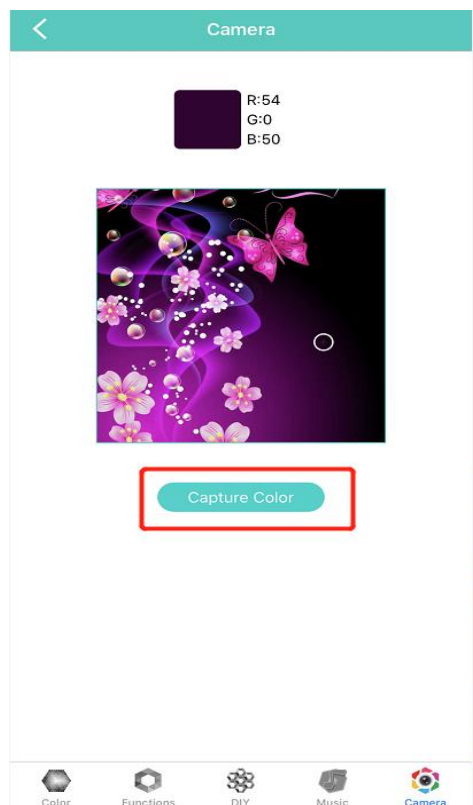 Camera
R:54
G:0
B:50
Capture Color
Color Functions DIY Music Camera